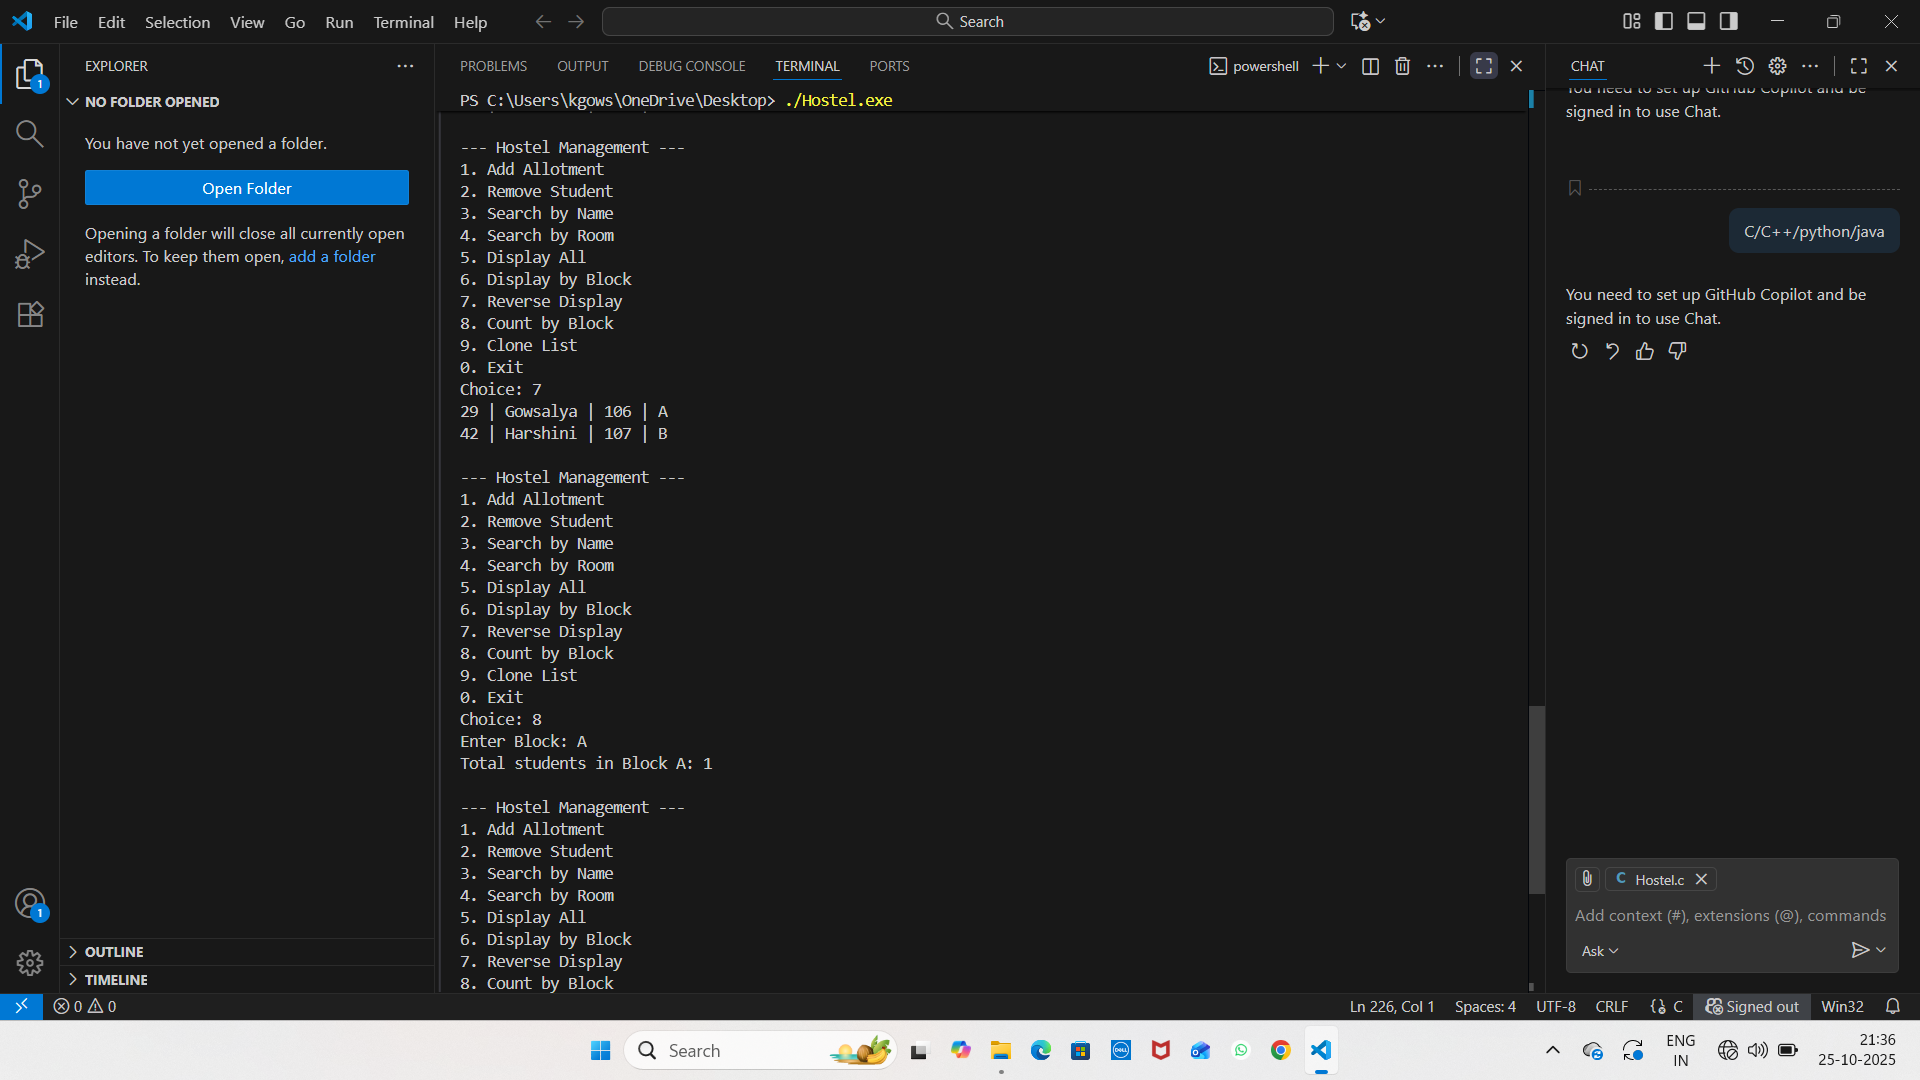 File Edit Selection View Go Run Terminal Help
Search
EXPLORER
NO FOLDER OPENED
You have not yet opened a folder.
Open Folder
Opening a folder will close all currently open
editors. To keep them open, add a folder
instead.
OUTLINE
TIMELINE
PROBLEMS OUTPUT DEBUG CONSOLE TERMINAL PORTS
powershell
PS C:\Users\kgows\OneDrive\Desktop> ./Hostel.exe
--- Hostel Management ---
1. Add Allotment
2. Remove Student
3. Search by Name
4. Search by Room
5. Display All
6. Display by Block
7. Reverse Display
8. Count by Block
9. Clone List
0. Exit
Choice: 7
29 | Gowsalya | 106 | A
42 | Harshini | 107 | B
--- Hostel Management ---
1. Add Allotment
2. Remove Student
3. Search by Name
4. Search by Room
5. Display All
6. Display by Block
7. Reverse Display
8. Count by Block
9. Clone List
0. Exit
Choice: 8
Enter Block: A
Total students in Block A: 1
--- Hostel Management ---
1. Add Allotment
2. Remove Student
3. Search by Name
4. Search by Room
5. Display All
6. Display by Block
7. Reverse Display
8. Count by Block
CHAT
You need to set up GitHub Copilot and be
signed in to use Chat.
C/C++/python/java
You need to set up GitHub Copilot and be
signed in to use Chat.
Hostel.c
Add context (#), extensions (@), commands
Ask
0 0
Ln 226, Col 1 Spaces: 4 UTF-8 CRLF {} C Signed out Win32
Search
ENG
IN
21:36
25-10-2025